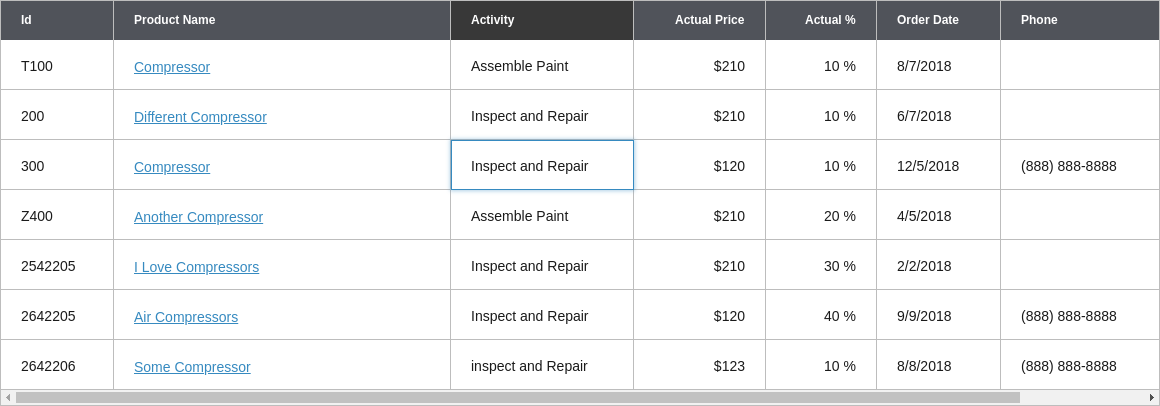 Id Product Name Activity Actual Price Actual % Order Date Phone
T100 Compressor Assemble Paint $210 10 % 8/7/2018
200 Different Compressor Inspect and Repair $210 10 % 6/7/2018
300 Compressor Inspect and Repair $120 10 % 12/5/2018 (888) 888-8888
Z400 Another Compressor Assemble Paint $210 20 % 4/5/2018
2542205 I Love Compressors Inspect and Repair $210 30 % 2/2/2018
2642205 Air Compressors Inspect and Repair $120 40 % 9/9/2018 (888) 888-8888
2642206 Some Compressor inspect and Repair $123 10 % 8/8/2018 (888) 888-8888